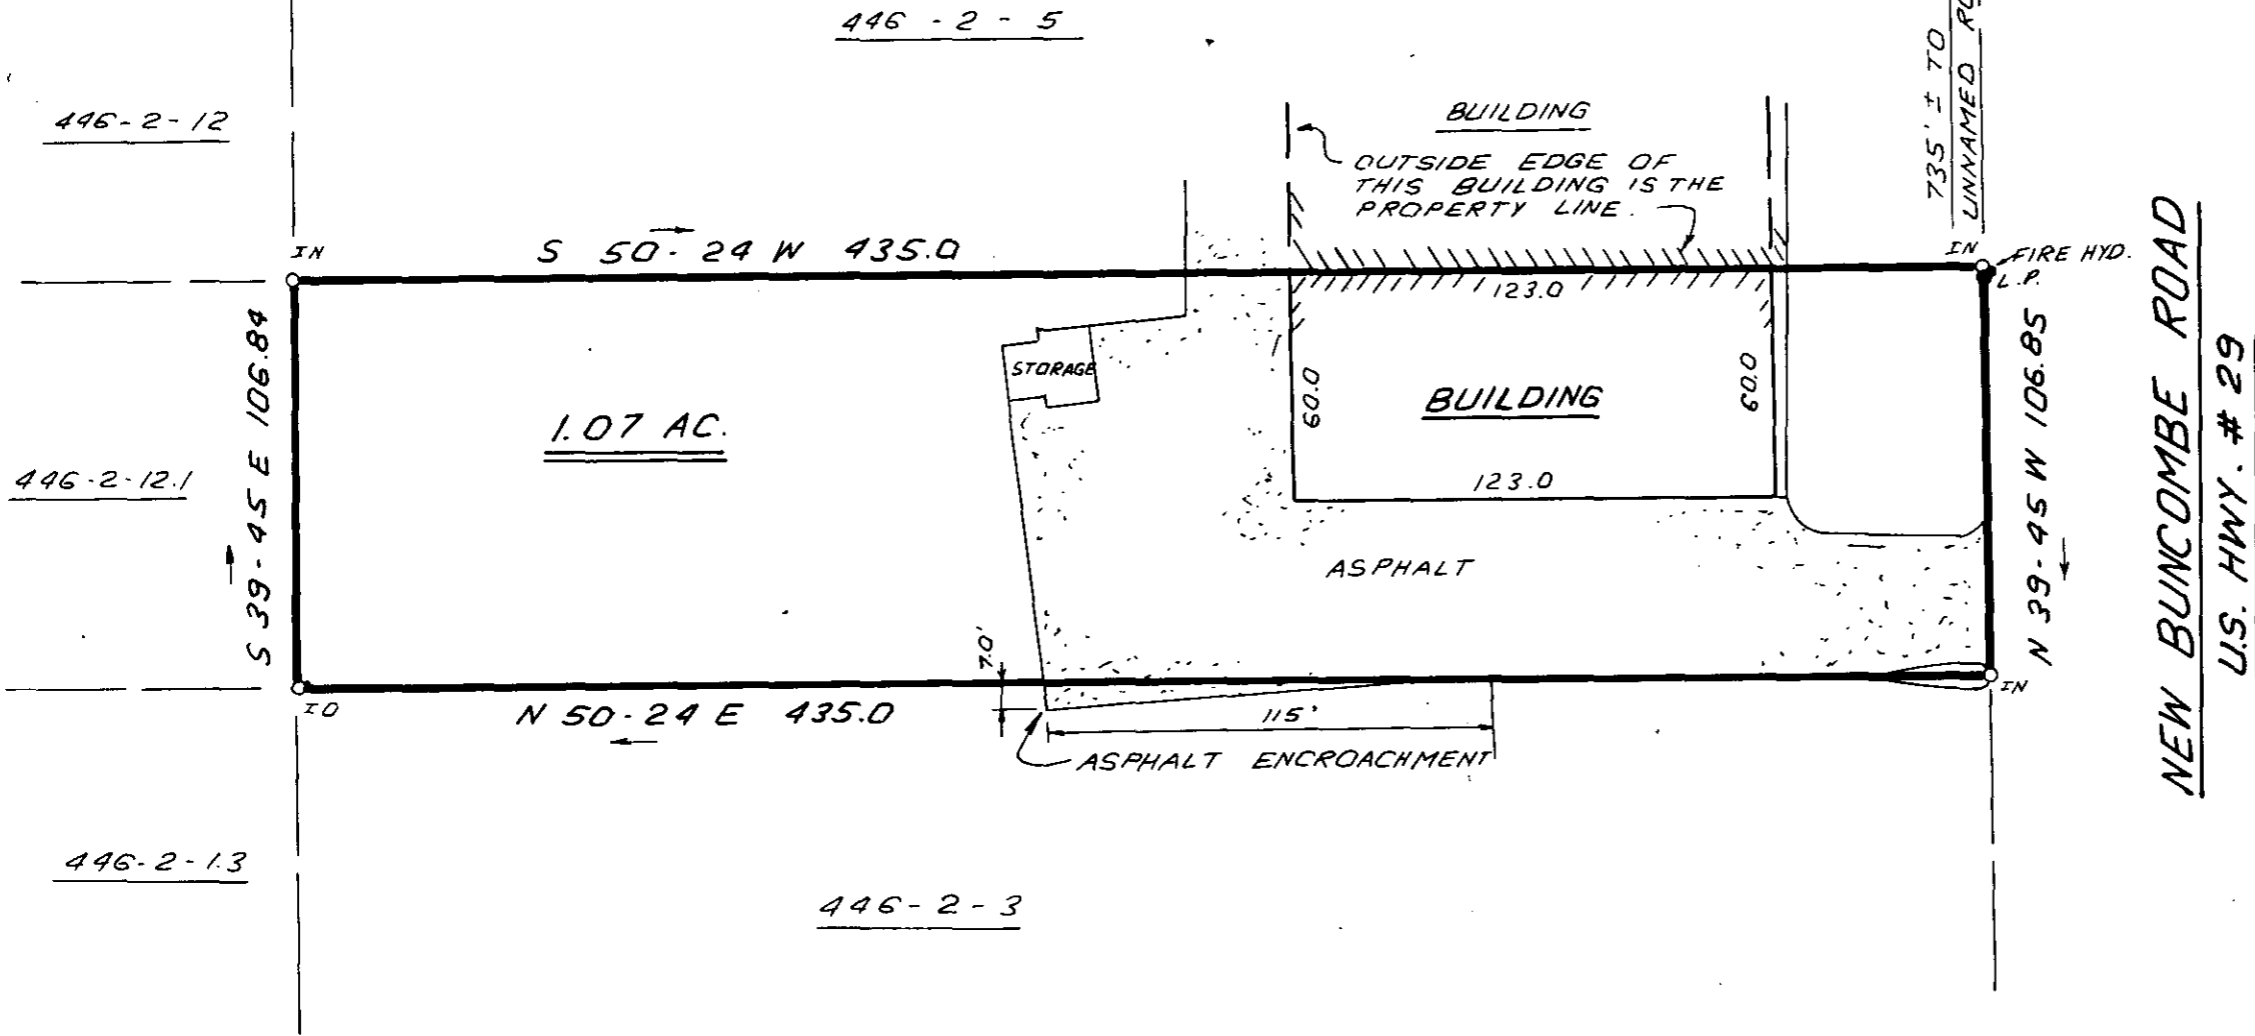 446 - 2 - 5
735' ± TO
UNNAMED
446-2-12
BUILDING
OUTSIDE EDGE OF
THIS BUILDING IS THE
PROPERTY LINE.
IN
S 50-24 W 435.0
IN
FIRE HYD.
L.P.
123.0
S 39-45 E 106.84
STORAGE
60.0
BUILDING
60.0
N 39-45 W 106.85
NEW BUNCOMBE ROAD
U.S. HWY. # 29
1.07 AC.
446-2-12.1
123.0
ASPHALT
7.0'
IO
N 50-24 E 435.0
115'
IN
ASPHALT ENCROACHMENT
446-2-1.3
446-2-3